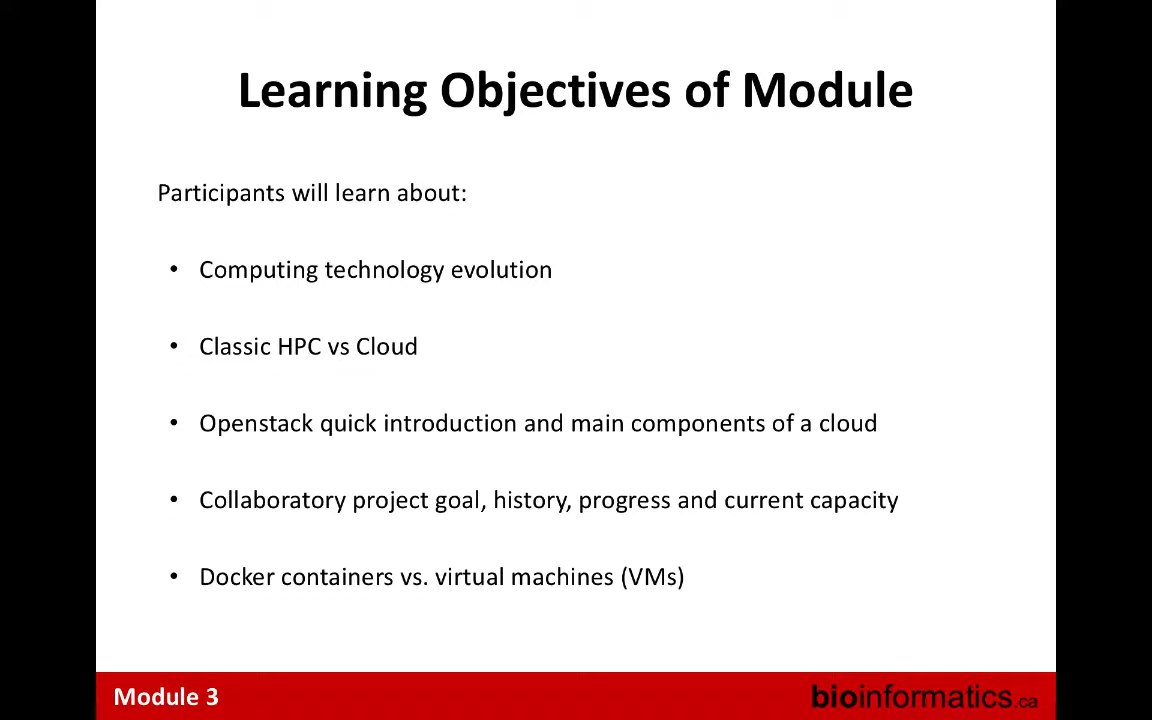 Learning Objectives of Module
Participants will learn about:
• Computing technology evolution
• Classic HPC vs Cloud
• Openstack quick introduction and main components of a cloud
• Collaboratory project goal, history, progress and current capacity
• Docker containers vs. virtual machines (VMs)
Module 3
bioinformatics.ca